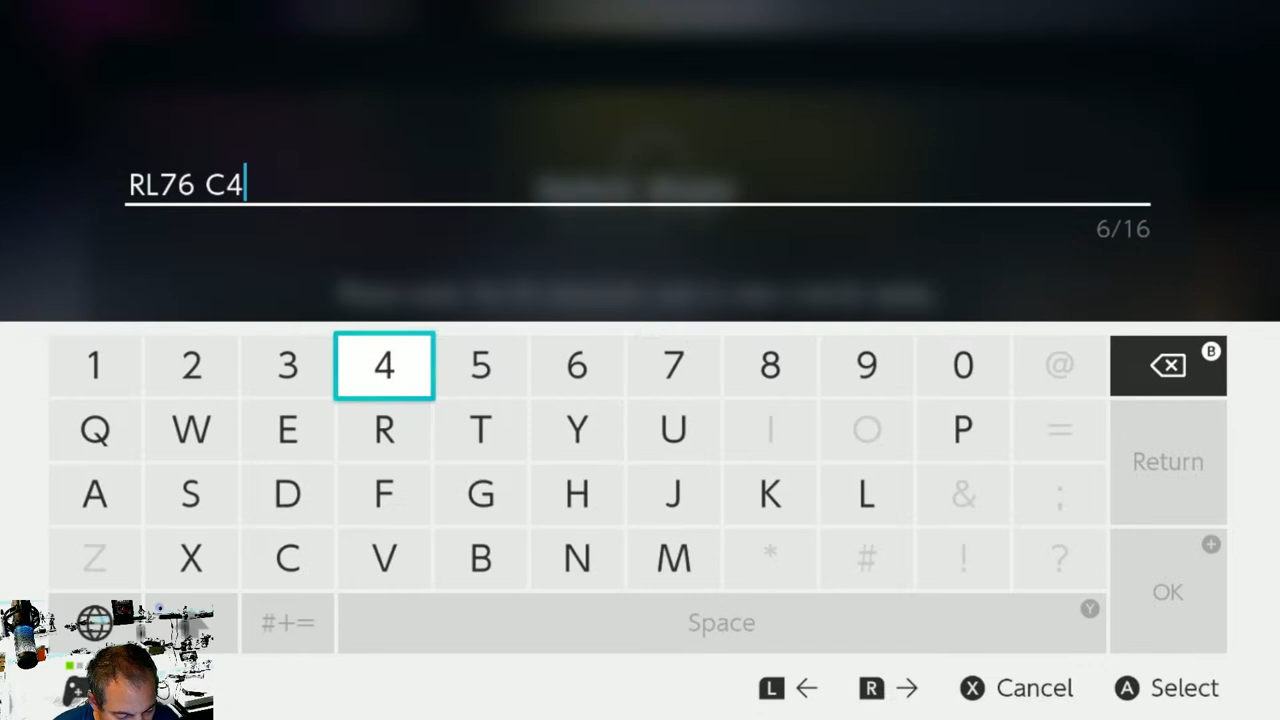 RL76 C4
6/16
1 2 3 4 5 6 7 8 9 0 @ B
Q W E R T Y U I O P = Return
A S D F G H J K L & ;
Z X C V B N M * # ! ? + OK
#+= Space Y
L ← R → X Cancel A Select